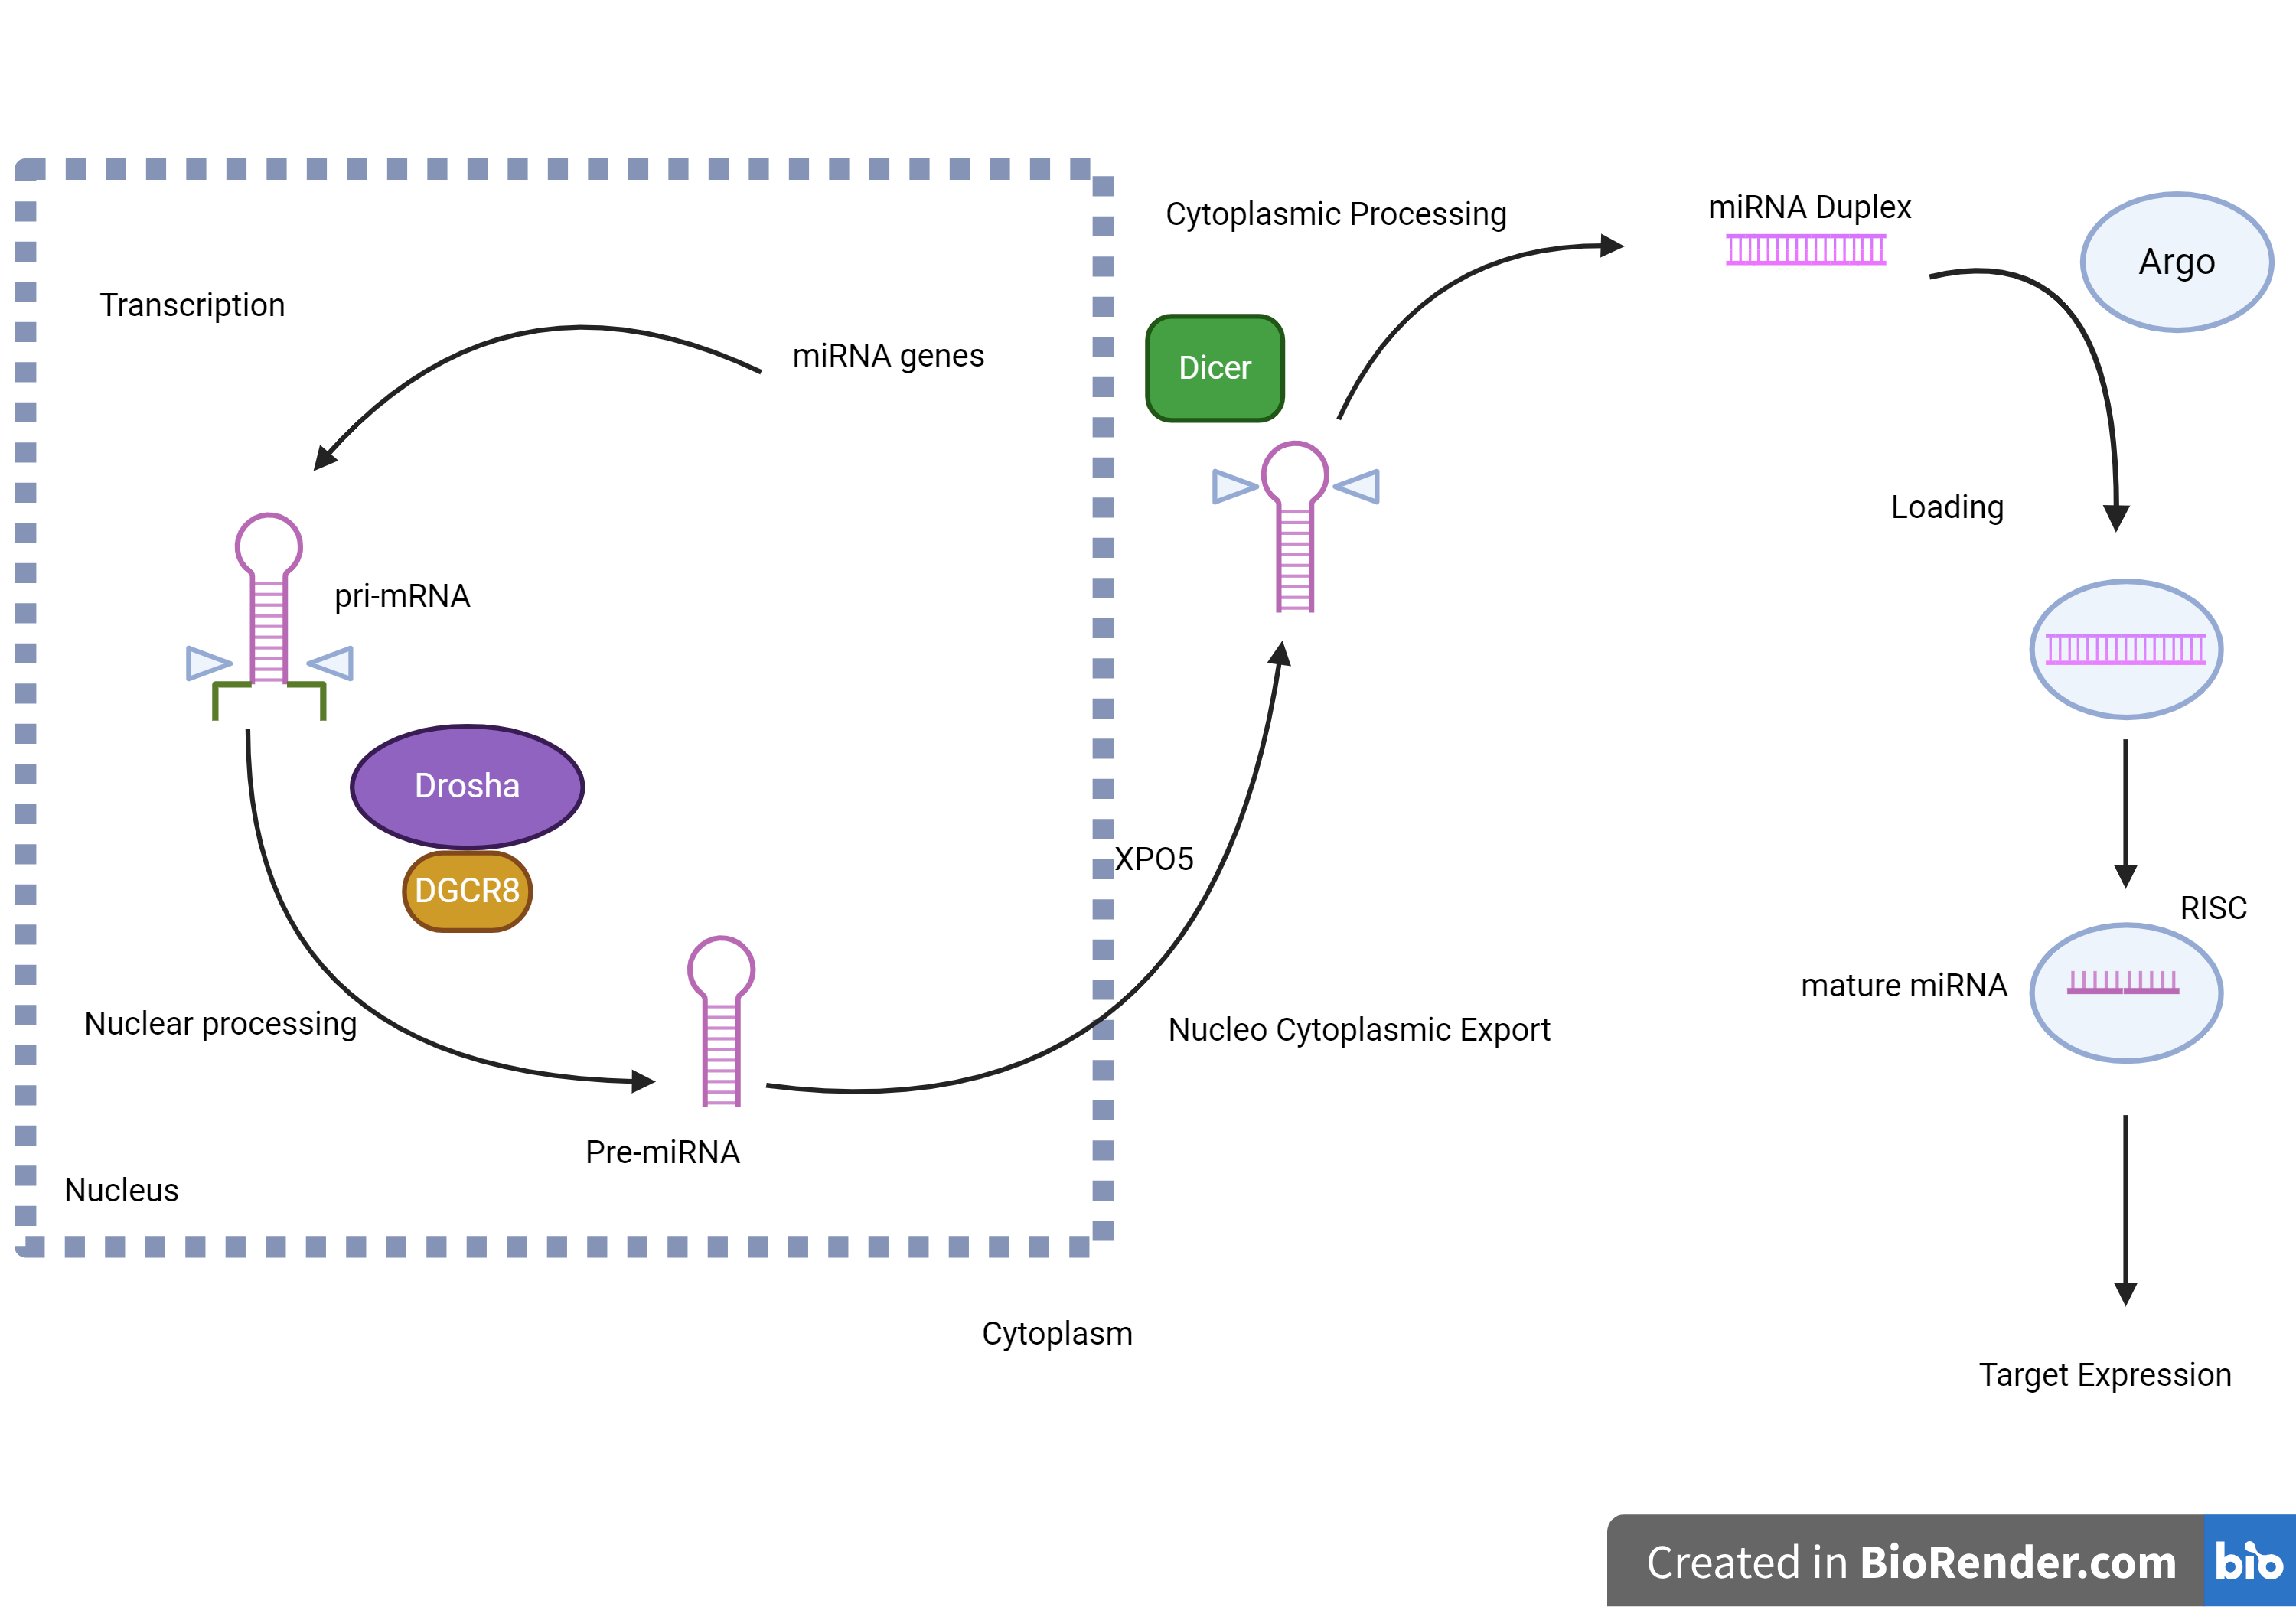 Transcription
miRNA genes
pri-mRNA
Drosha
DGCR8
Nuclear processing
Pre-miRNA
Nucleus
Cytoplasm
XPO5
Nucleo Cytoplasmic Export
Dicer
Cytoplasmic Processing
miRNA Duplex
Argo
Loading
RISC
mature miRNA
Target Expression
Created in BioRender.com bio